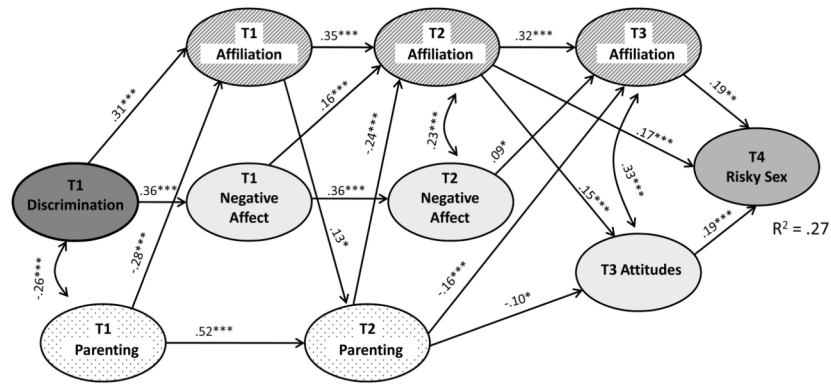 T1
Affiliation
.35***
T2
Affiliation
.32***
T3
Affiliation
.31***
.16***
-.24***
.23***
.09*
.17***
.19**
.33***
T4
Risky Sex
R² = .27
T1
Discrimination
.36***
T1
Negative
Affect
.36***
T2
Negative
Affect
.15***
.19***
-.26***
-.28***
.13*
-.16***
T3 Attitudes
-.10*
T1
Parenting
.52***
T2
Parenting